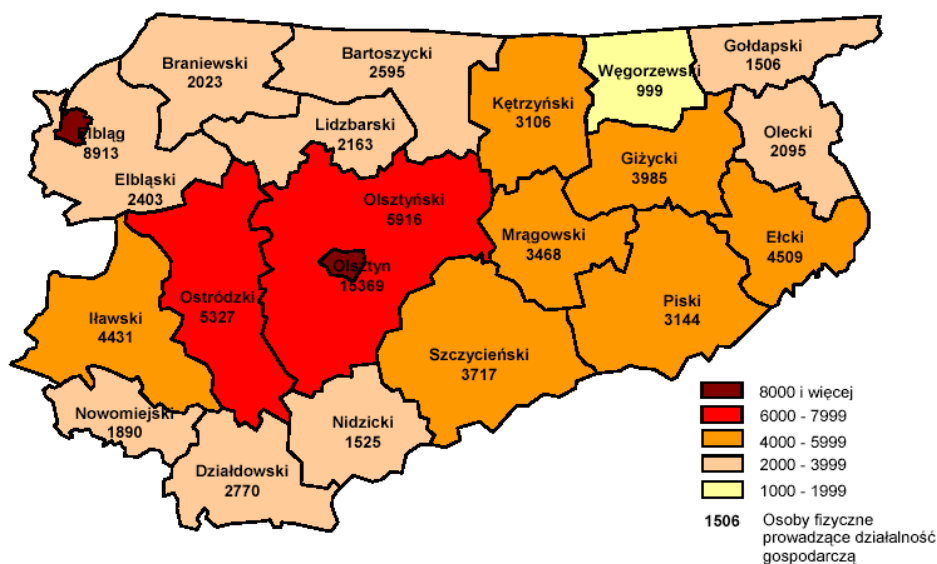 Bartoszycki
2595
Braniewski
2023
Gołdapski
1506
Węgorzewski
999
Kętrzyński
3106
Elbląg
8913
Lidzbarski
2163
Olecki
2095
Giżycki
3985
Elbląski
2403
Olsztyński
5916
Mrągowski
3468
Ełcki
4509
Olsztyn
15369
Ostródzki
5327
Piski
3144
Iławski
4431
Szczycieński
3717
Nowomiejski
1890
Nidzicki
1525
Działdowski
2770
8000 i więcej
6000 - 7999
4000 - 5999
2000 - 3999
1000 - 1999
1506 Osoby fizyczne
prowadzące działalność
gospodarczą